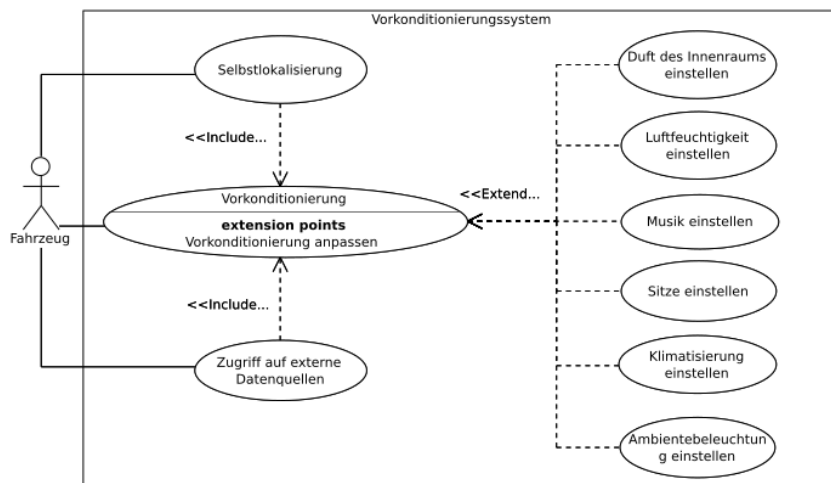 Vorkonditionierungssystem
Selbstlokalisierung
<<Include...
Vorkonditionierung
extension points
Vorkonditionierung anpassen
Fahrzeug
<<Include...
Zugriff auf externe
Datenquellen
<<Extend...
Duft des Innenraums
einstellen
Luftfeuchtigkeit
einstellen
Musik einstellen
Sitze einstellen
Klimatisierung
einstellen
Ambientebeleuchtun
g einstellen